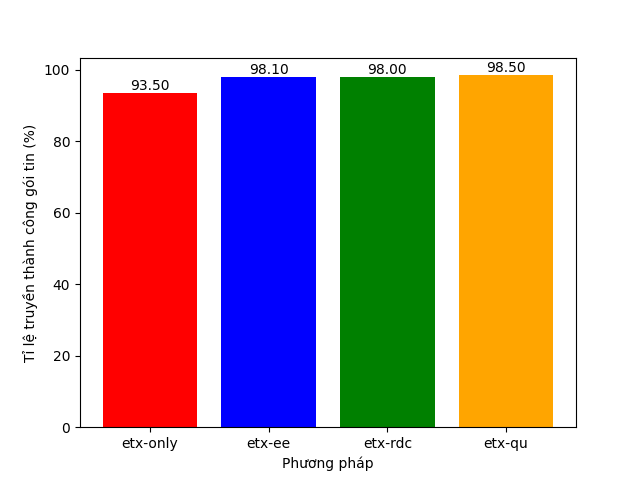 93.50
98.10
98.00
98.50
100
80
60
40
20
0
Tỉ lệ truyền thành công gói tin (%)
etx-only
etx-ee
etx-rdc
etx-qu
Phương pháp